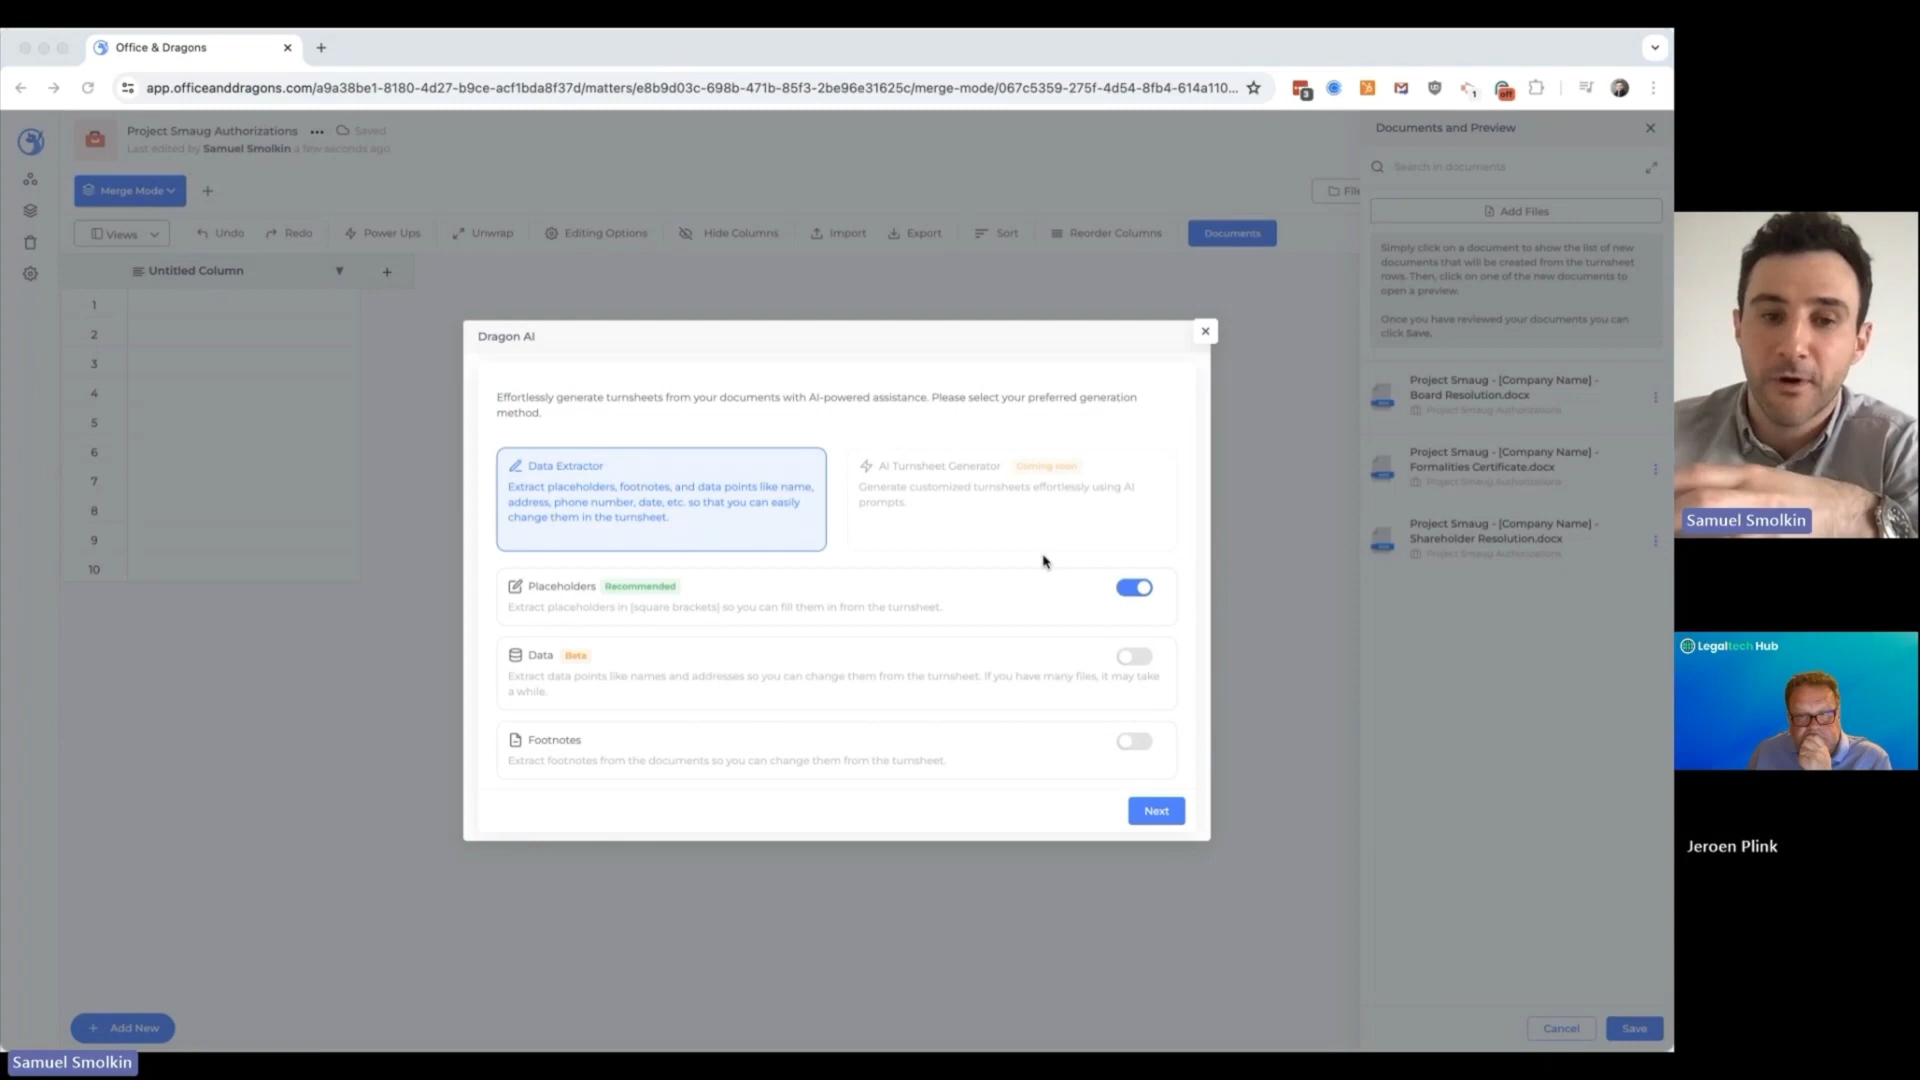 Office & Dragons
app.officeanddragons.com/a9a38be1-8180-4d27-b9ce-acf1bda8f37d/matters/e8b9d03c-698b-471b-85f3-2be96e31625c/merge-mode/067c5359-275f-4d54-8fb4-614a110...
3
1
off
Project Smaug Authorizations
Saved
Last edited by Samuel Smolkin a few seconds ago
Merge Mode
Views
Undo
Redo
Power Ups
Unwrap
Editing Options
Hide Columns
Import
Export
Sort
Reorder Columns
Documents
Untitled Column
1
2
3
4
5
6
7
8
9
10
Dragon AI
Effortlessly generate turnsheets from your documents with AI-powered assistance. Please select your preferred generation
method.
Data Extractor
Extract placeholders, footnotes, and data points like name,
address, phone number, date, etc. so that you can easily
change them in the turnsheet.
AI Turnsheet Generator Coming soon
Generate customized turnsheets effortlessly using AI
prompts.
Placeholders Recommended
Extract placeholders in [square brackets] so you can fill them in from the turnsheet.
Data Beta
Extract data points like names and addresses so you can change them from the turnsheet. If you have many files, it may take
a while.
Footnotes
Extract footnotes from the documents so you can change them from the turnsheet.
Next
Documents and Preview
Search in documents
Add Files
Simply click on a document to show the list of new
documents that will be created from the turnsheet
rows. Then, click on one of the new documents to
open a preview.
Once you have reviewed your documents you can
click Save.
Project Smaug - [Company Name] -
Board Resolution.docx
Project Smaug Authorizations
Project Smaug - [Company Name] -
Formalities Certificate.docx
Project Smaug Authorizations
Project Smaug - [Company Name] -
Shareholder Resolution.docx
Project Smaug Authorizations
Add New
Cancel
Save
Samuel Smolkin
Samuel Smolkin
Legaltech Hub
Jeroen Plink